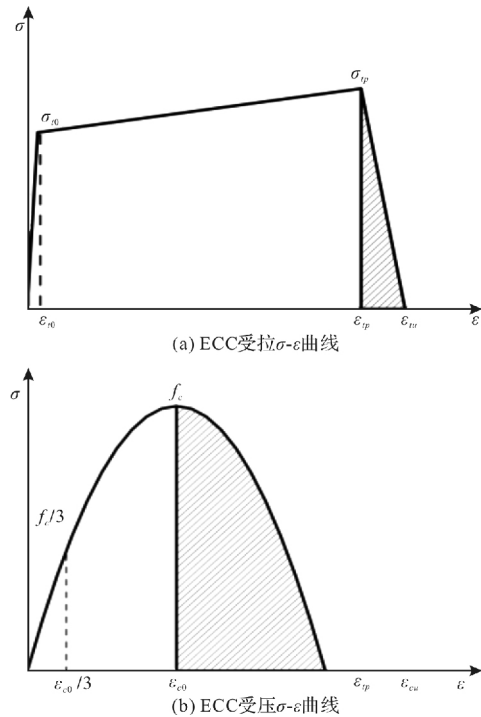 σ
σtp
σt0
εt0 εtp εtu ε
(a) ECC受拉σ-ε曲线
σ
fc
fc/3
εc0/3 εc0 εtp εcu ε
(b) ECC受压σ-ε曲线